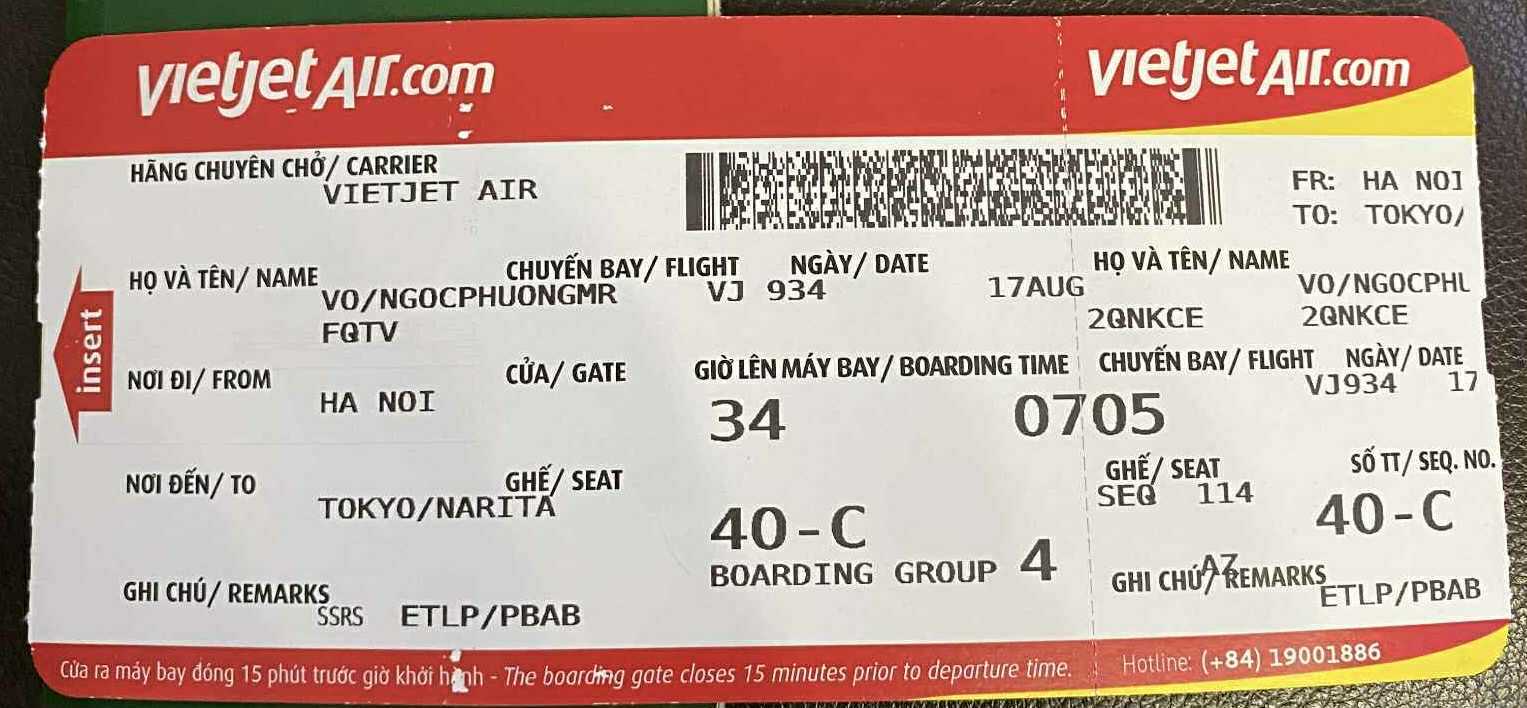 vietjetAir.com
vietjetAir.com
HÃNG CHUYÊN CHỞ/ CARRIER
VIETJET AIR
FR: HA NOI
TO: TOKYO/
HỌ VÀ TÊN/ NAME
VO/NGOCPHUONGMR
FQTV
CHUYẾN BAY/ FLIGHT
VJ 934
NGÀY/ DATE
17AUG
HỌ VÀ TÊN/ NAME
VO/NGOCPHU
2QNKCE 2QNKCE
insert
NƠI ĐI/ FROM
HA NOI
CỬA/ GATE
34
GIỜ LÊN MÁY BAY/ BOARDING TIME
0705
CHUYẾN BAY/ FLIGHT NGÀY/ DATE
VJ934 17
NƠI ĐẾN/ TO
TOKYO/NARITA
GHẾ/ SEAT
40-C
BOARDING GROUP 4
GHẾ/ SEAT
SEQ 114
SỐ TT/ SEQ. NO.
40-C
GHI CHÚ/ REMARKS
SSRS ETLP/PBAB
GHI CHÚ/ REMARKS
AZ
ETLP/PBAB
Cửa ra máy bay đóng 15 phút trước giờ khởi hành - The boarding gate closes 15 minutes prior to departure time.
Hotline: (+84) 19001886